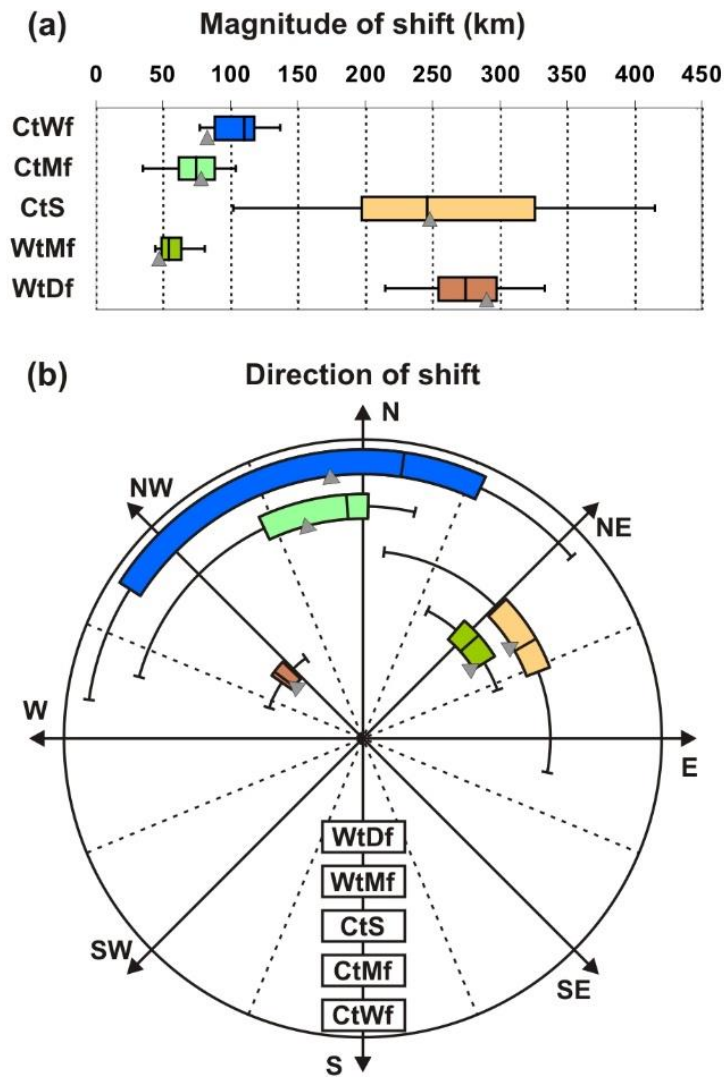 (a) Magnitude of shift (km)
0 50 100 150 200 250 300 350 400 450
CtWf
CtMf
CtS
WtMf
WtDf
(b) Direction of shift
N
NW
NE
W
E
WtDf
WtMf
CtS
SW
CtMf
SE
CtWf
S